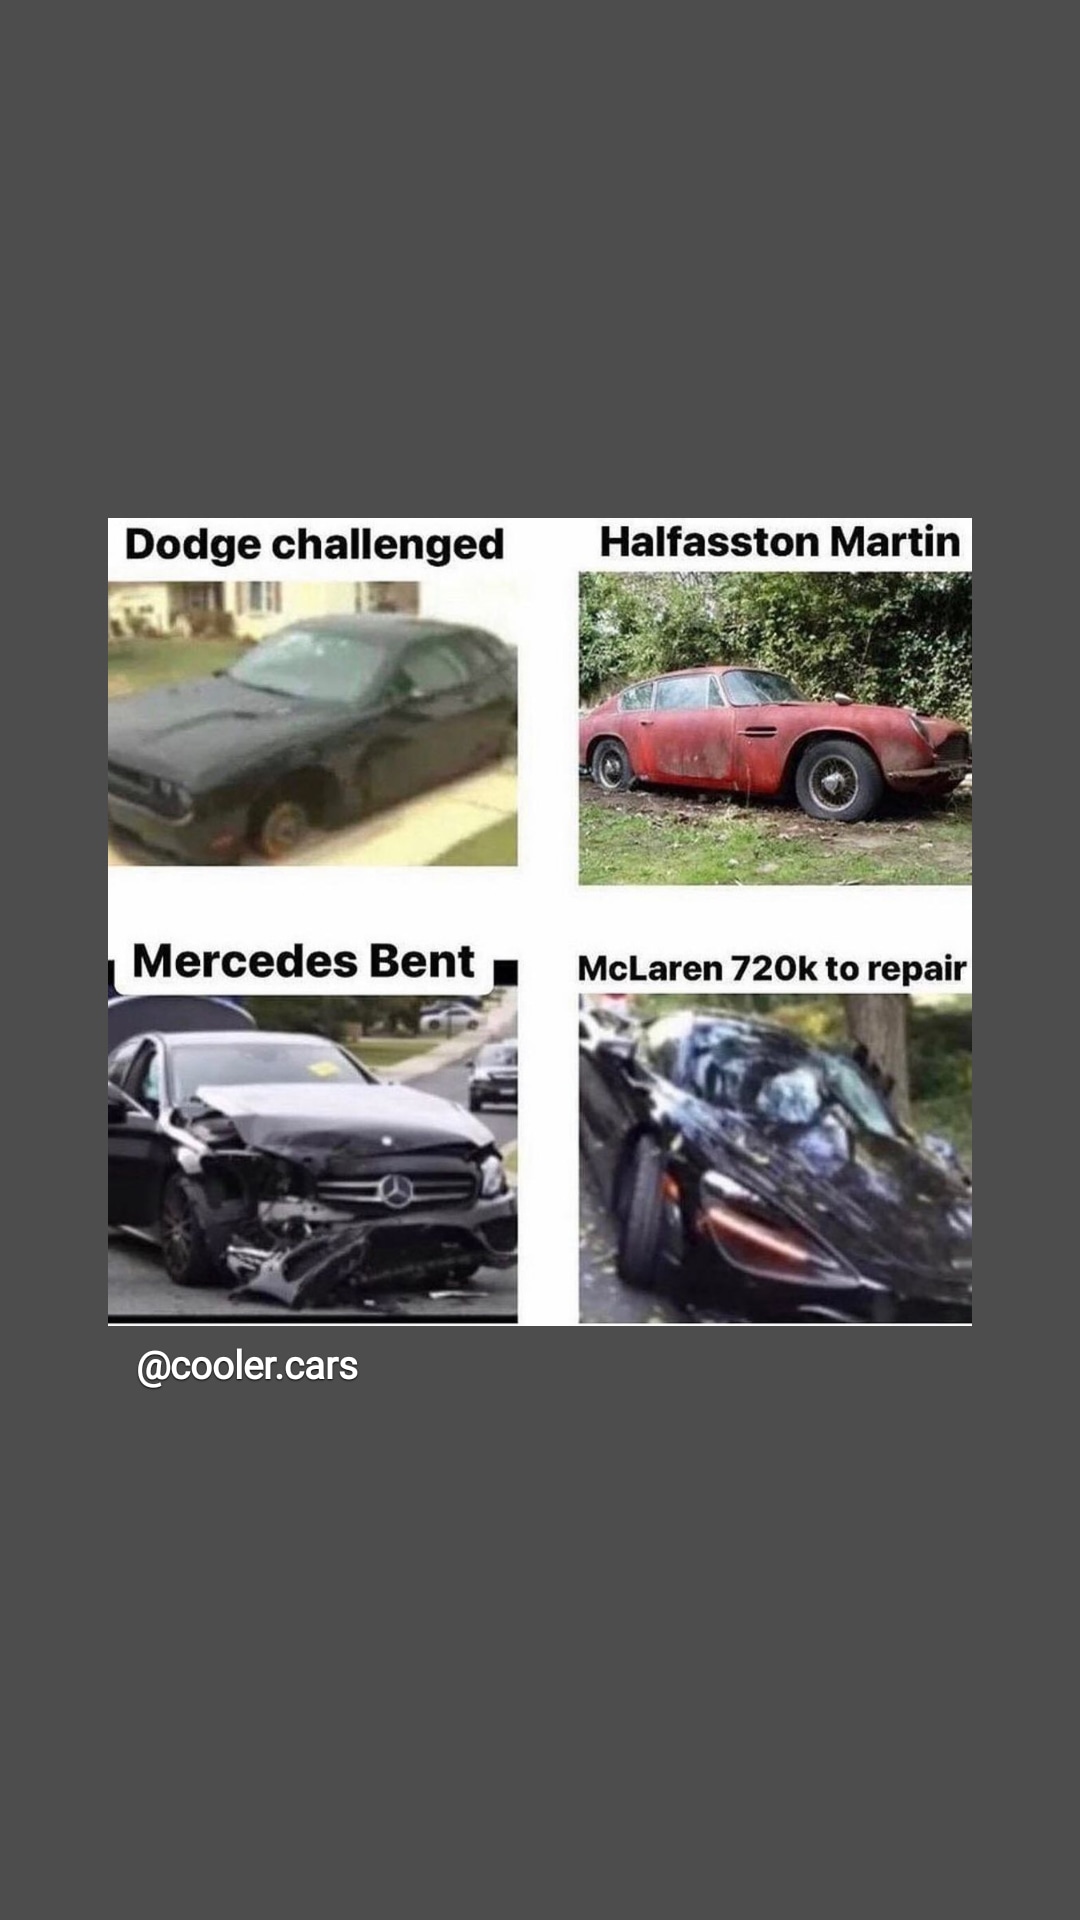 Dodge challenged
Halfasston Martin
Mercedes Bent
McLaren 720k to repair
@cooler.cars